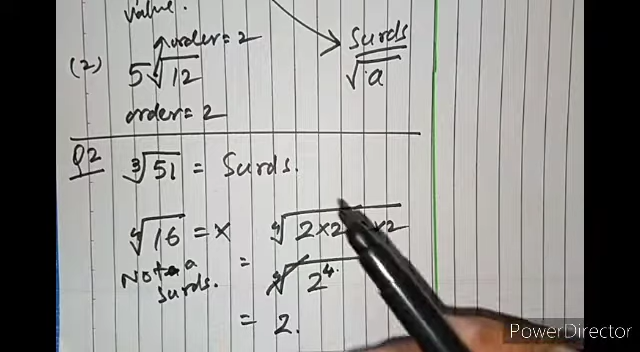 value.
order = 2
Surds
(2) 5√12
√a
order = 2
Q2 ∛51 = Surds.
∜16 = × ∜2×2 ×2
Not a surds. = ∜2⁴
= 2.
PowerDirector